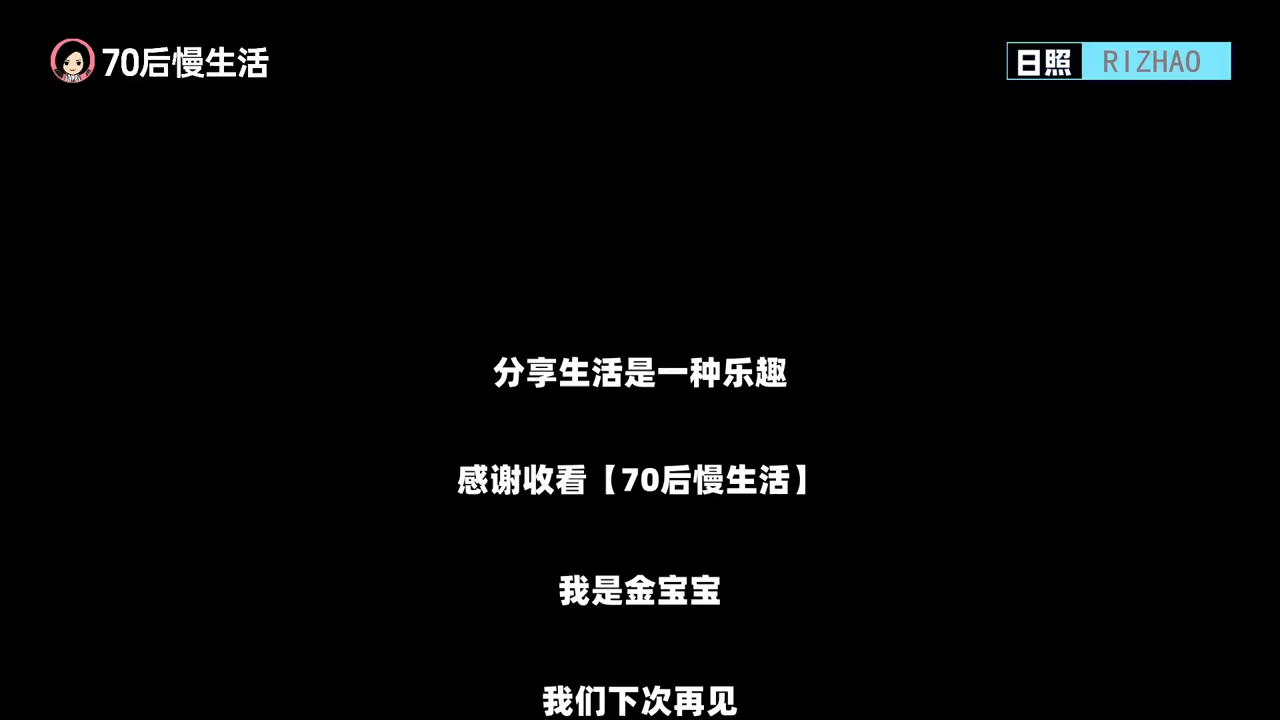 70后慢生活
日照 RIZHAO
分享生活是一种乐趣
感谢收看【70后慢生活】
我是金宝宝
我们下次再见